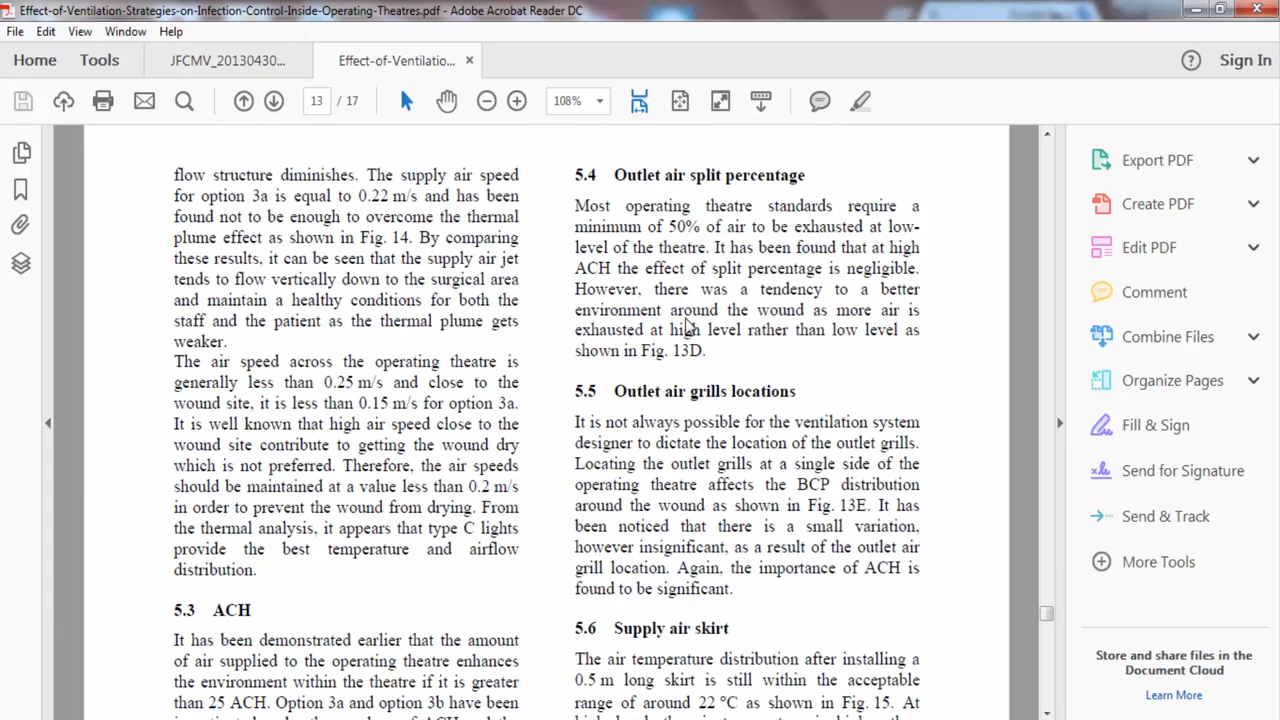 Effect-of-Ventilation-Strategies-on-Infection-Control-Inside-Operating-Theatres.pdf - Adobe Acrobat Reader DC
File Edit View Window Help
Home Tools JFCMV_20130430... Effect-of-Ventilatio... × ? Sign In
13 / 17 108%
flow structure diminishes. The supply air speed
for option 3a is equal to 0.22 m/s and has been
found not to be enough to overcome the thermal
plume effect as shown in Fig. 14. By comparing
these results, it can be seen that the supply air jet
tends to flow vertically down to the surgical area
and maintain a healthy conditions for both the
staff and the patient as the thermal plume gets
weaker.
The air speed across the operating theatre is
generally less than 0.25 m/s and close to the
wound site, it is less than 0.15 m/s for option 3a.
It is well known that high air speed close to the
wound site contribute to getting the wound dry
which is not preferred. Therefore, the air speeds
should be maintained at a value less than 0.2 m/s
in order to prevent the wound from drying. From
the thermal analysis, it appears that type C lights
provide the best temperature and airflow
distribution.
5.3 ACH
It has been demonstrated earlier that the amount
of air supplied to the operating theatre enhances
the environment within the theatre if it is greater
than 25 ACH. Option 3a and option 3b have been
5.4 Outlet air split percentage
Most operating theatre standards require a
minimum of 50% of air to be exhausted at low-
level of the theatre. It has been found that at high
ACH the effect of split percentage is negligible.
However, there was a tendency to a better
environment around the wound as more air is
exhausted at high level rather than low level as
shown in Fig. 13D.
5.5 Outlet air grills locations
It is not always possible for the ventilation system
designer to dictate the location of the outlet grills.
Locating the outlet grills at a single side of the
operating theatre affects the BCP distribution
around the wound as shown in Fig. 13E. It has
been noticed that there is a small variation,
however insignificant, as a result of the outlet air
grill location. Again, the importance of ACH is
found to be significant.
5.6 Supply air skirt
The air temperature distribution after installing a
0.5 m long skirt is still within the acceptable
range of around 22 °C as shown in Fig. 15. At
Export PDF
Create PDF
Edit PDF
Comment
Combine Files
Organize Pages
Fill & Sign
Send for Signature
Send & Track
More Tools
Store and share files in the
Document Cloud
Learn More